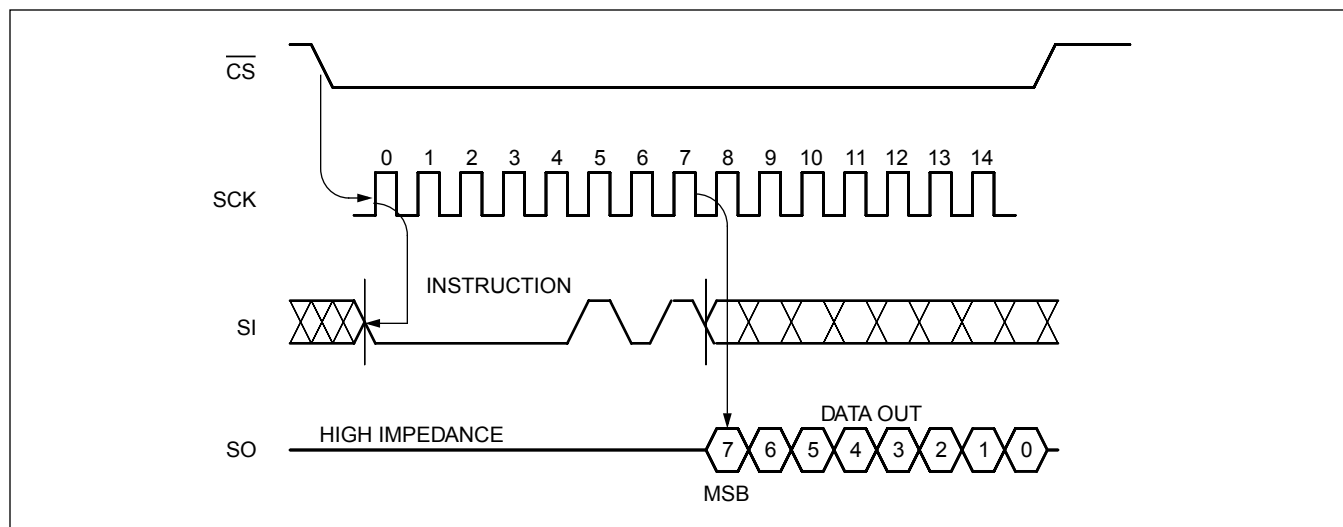 CS
0 1 2 3 4 5 6 7 8 9 10 11 12 13 14
SCK
INSTRUCTION
SI
DATA OUT
HIGH IMPEDANCE
SO
7 6 5 4 3 2 1 0
MSB